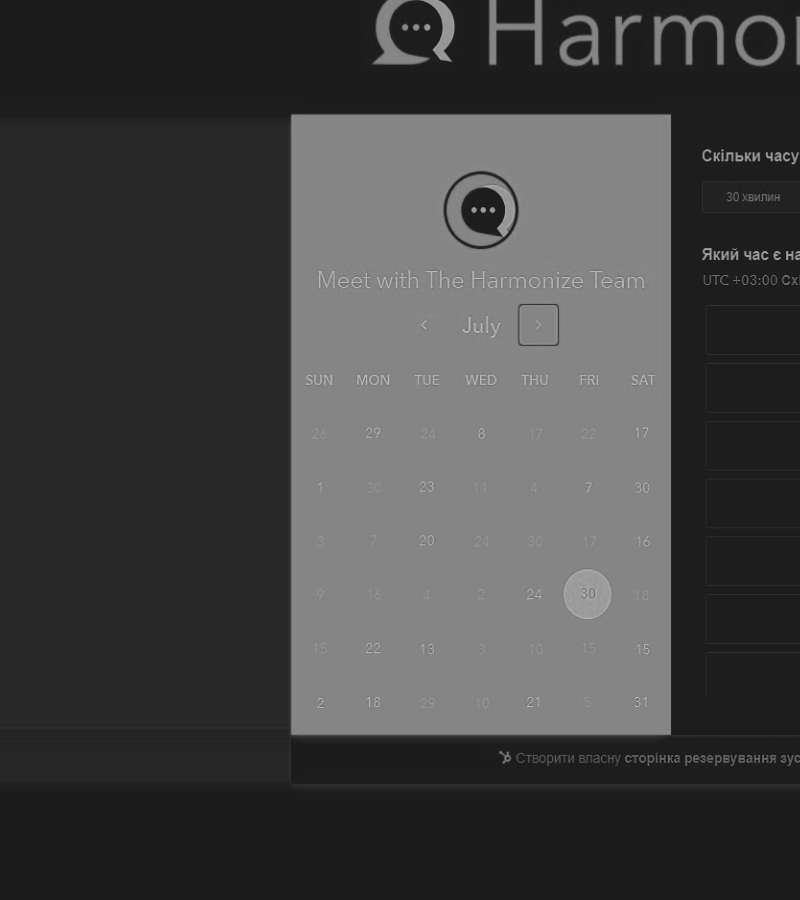 Harmo
Meet with The Harmonize Team
July
SUN MON TUE WED THU FRI SAT
26 29 24 8 17 22 17
1 30 23 11 4 7 30
3 7 20 24 30 17 16
9 16 4 2 24 30 18
15 22 13 3 10 15 15
2 18 29 10 21 5 31
Скільки часу
30 хвилин
Який час є на
UTC +03:00 Схі
Створити власну сторінка резервування зус